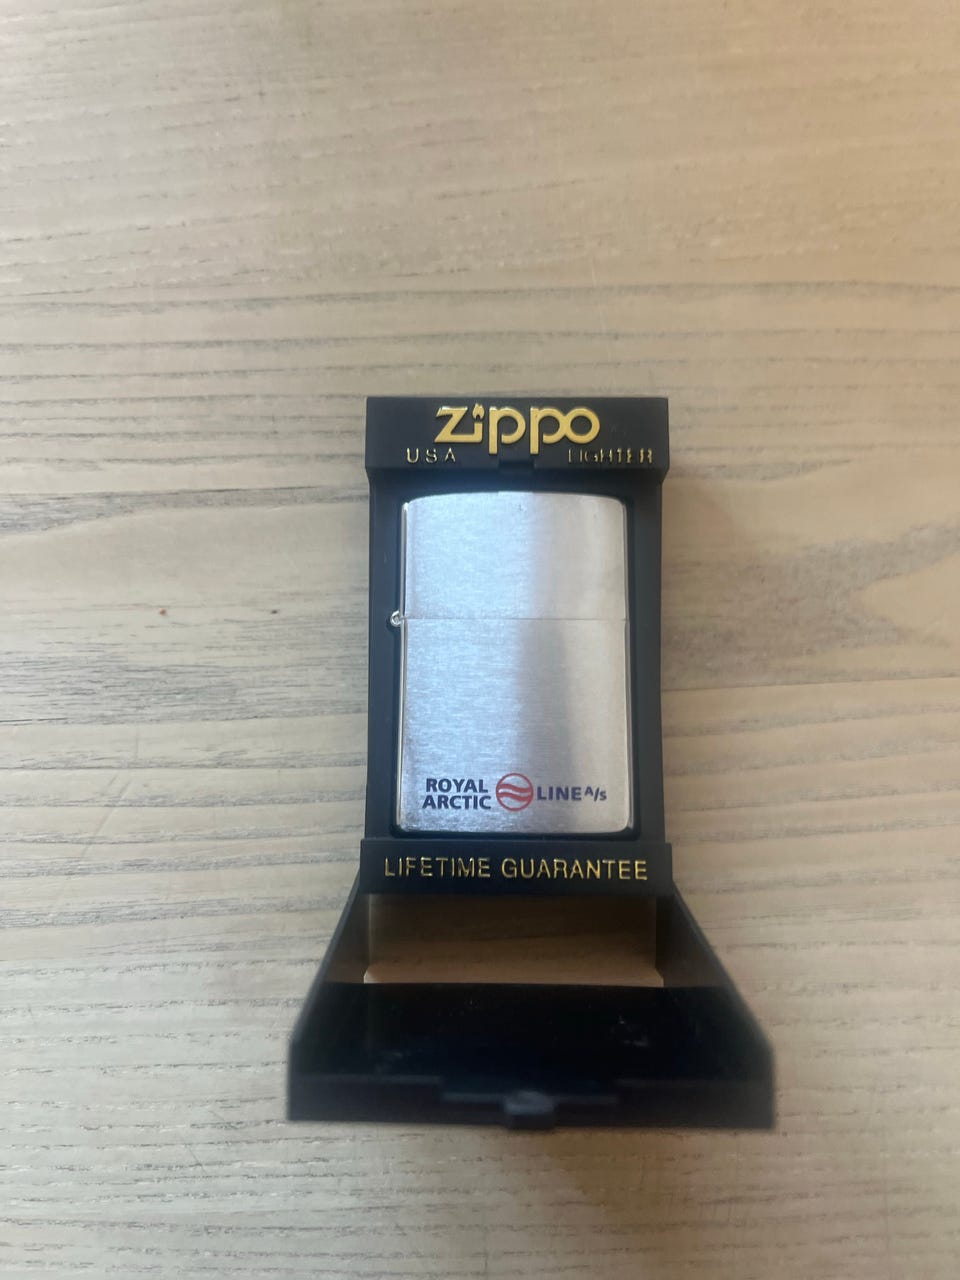 Zippo
USA LIGHTER
ROYAL
ARCTIC LINE A/S
LIFETIME GUARANTEE